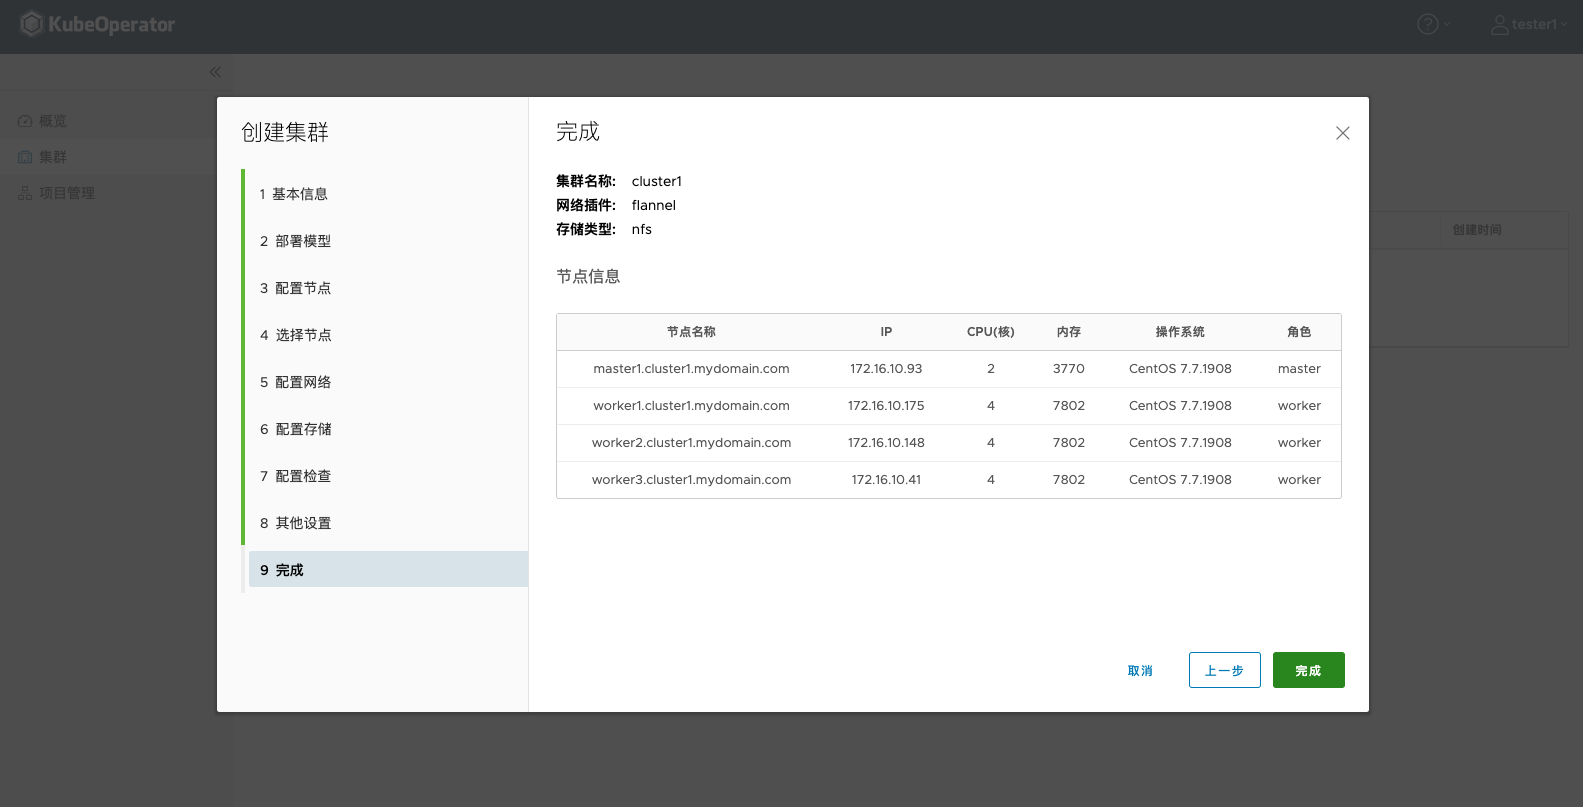 KubeOperator
tester1
概览
集群
项目管理
创建时间
创建集群
1 基本信息
2 部署模型
3 配置节点
4 选择节点
5 配置网络
6 配置存储
7 配置检查
8 其他设置
9 完成
完成
集群名称: cluster1
网络插件: flannel
存储类型: nfs
节点信息
节点名称 IP CPU(核) 内存 操作系统 角色
master1.cluster1.mydomain.com 172.16.10.93 2 3770 CentOS 7.7.1908 master
worker1.cluster1.mydomain.com 172.16.10.175 4 7802 CentOS 7.7.1908 worker
worker2.cluster1.mydomain.com 172.16.10.148 4 7802 CentOS 7.7.1908 worker
worker3.cluster1.mydomain.com 172.16.10.41 4 7802 CentOS 7.7.1908 worker
取消 上一步 完成